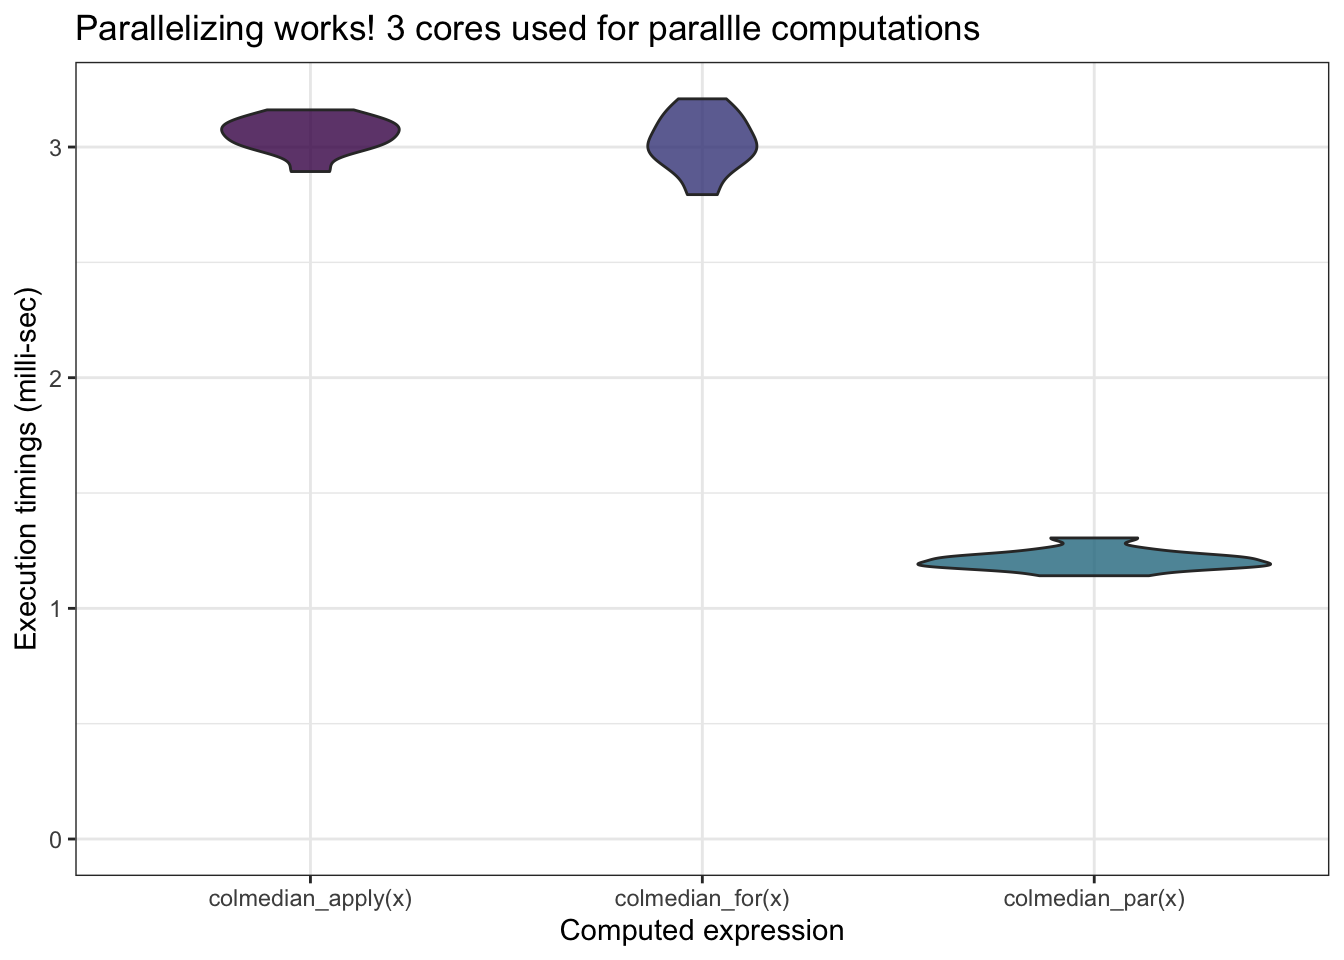 Parallelizing works! 3 cores used for paralle computations
Execution timings (milli-sec)
3
2
1
0
colmedian_apply(x)
colmedian_for(x)
colmedian_par(x)
Computed expression